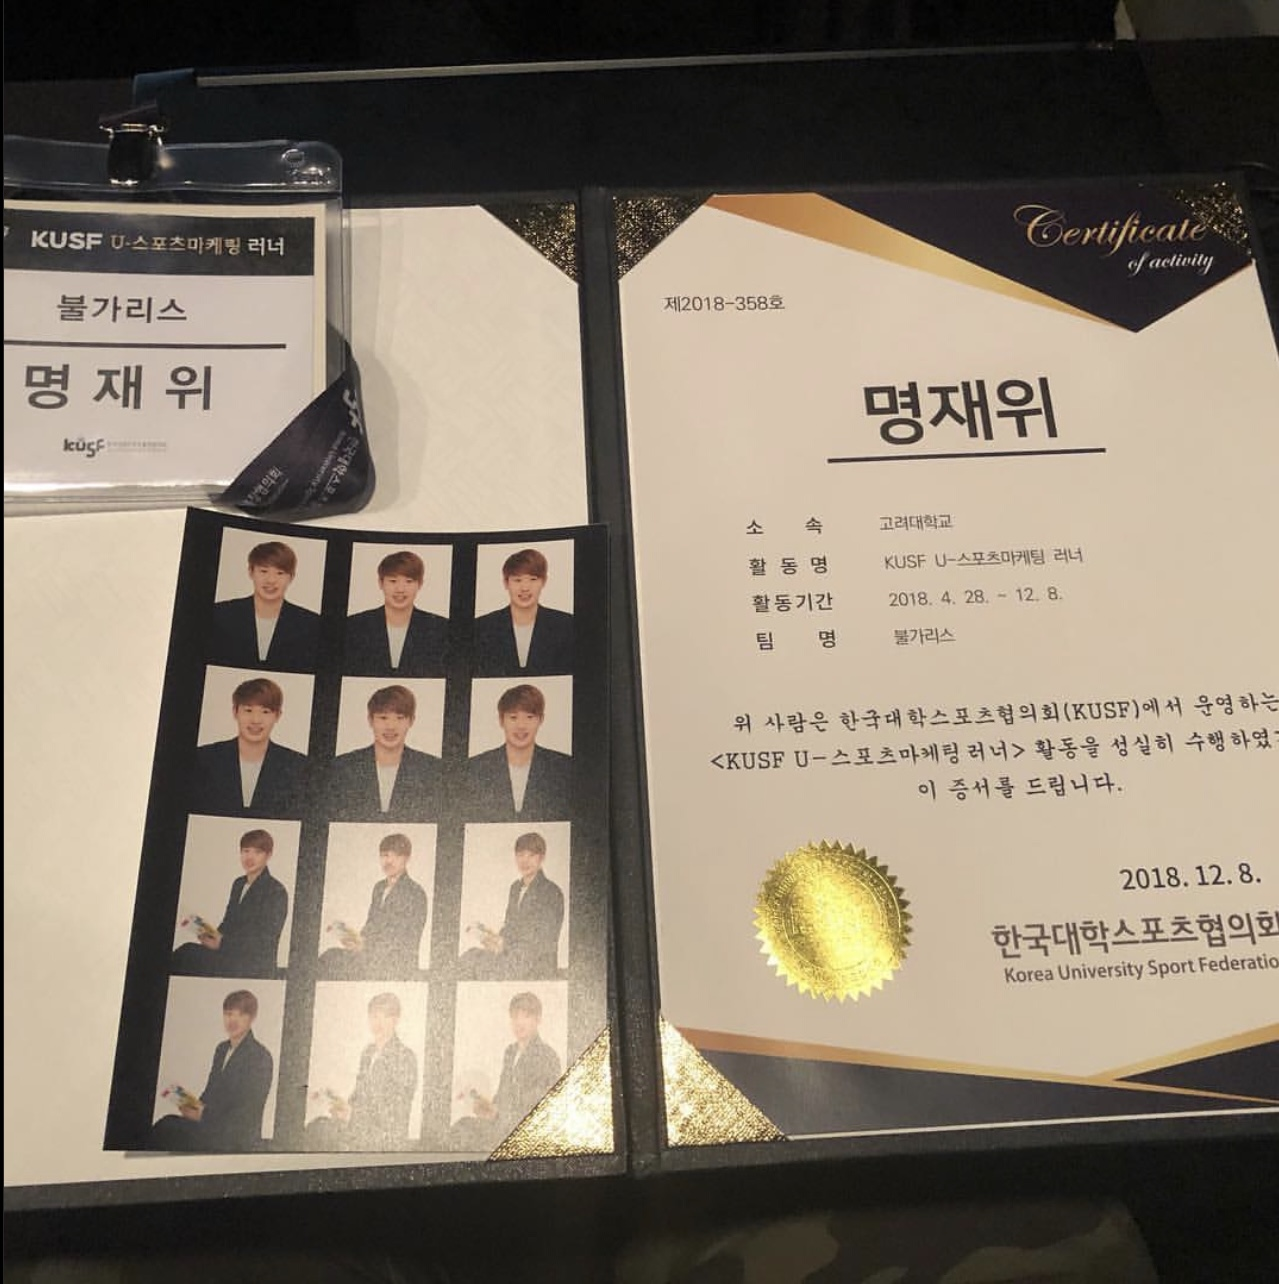 KUSF U-스포츠마케팅 러너
불가리스
명 재 위
KUSF
Certificate
of activity
제2018-358호
명재위
소 속 고려대학교
활 동 명 KUSF U-스포츠마케팅 러너
활동기간 2018. 4. 28. ~ 12. 8.
팀 명 불가리스
위 사람은 한국대학스포츠협의회(KUSF)에서 운영하는
<KUSF U-스포츠마케팅 러너> 활동을 성실히 수행하였
이 증서를 드립니다.
2018. 12. 8.
한국대학스포츠협의회
Korea University Sport Federatio